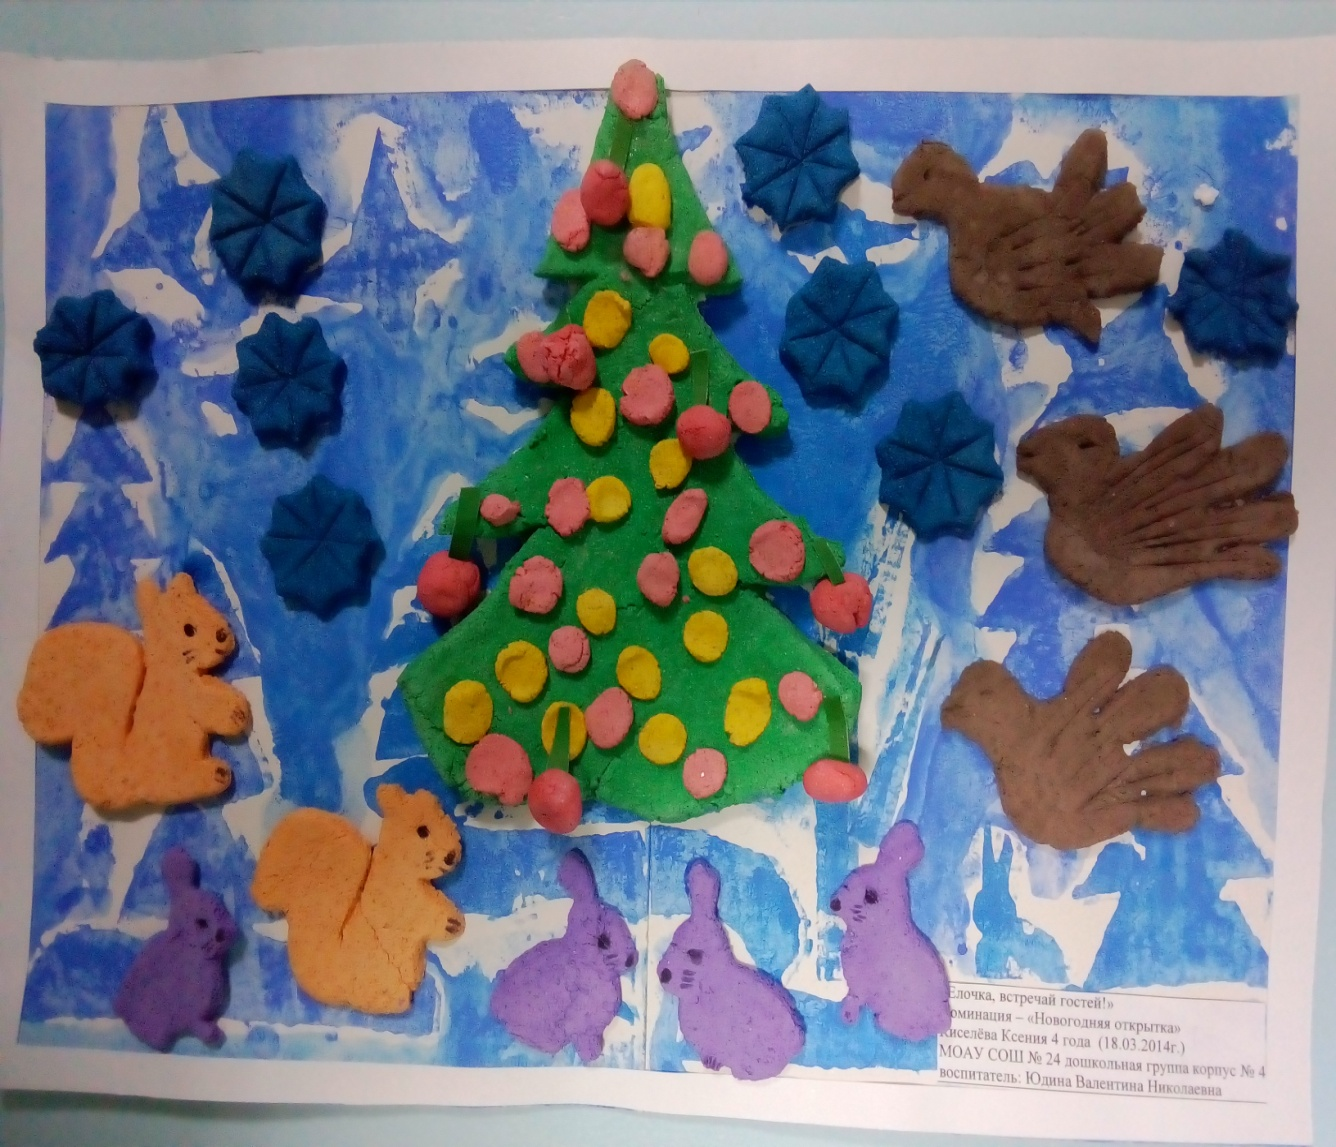 Елочка, встречай гостей!»
оминация – «Новогодняя открытка»
иселёва Ксения 4 года (18.03.2014г.)
МОАУ СОШ № 24 дошкольная группа корпус № 4
воспитатель: Юдина Валентина Николаевна